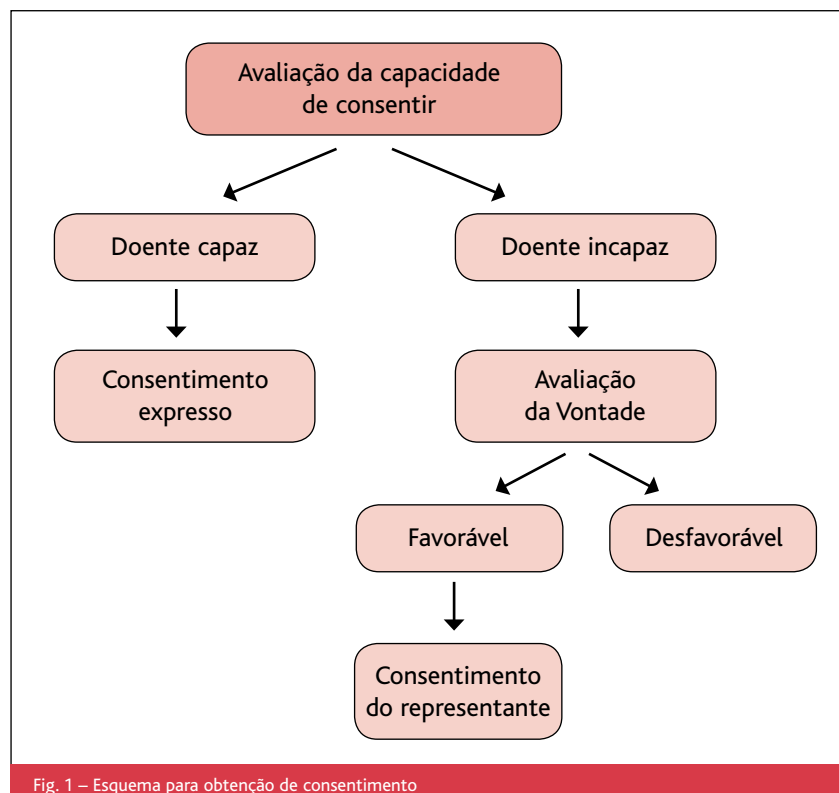 Avaliação da capacidade
de consentir
Doente capaz
Doente incapaz
Consentimento
expresso
Avaliação
da Vontade
Favorável
Desfavorável
Consentimento
do representante
Fig. 1 – Esquema para obtenção de consentimento